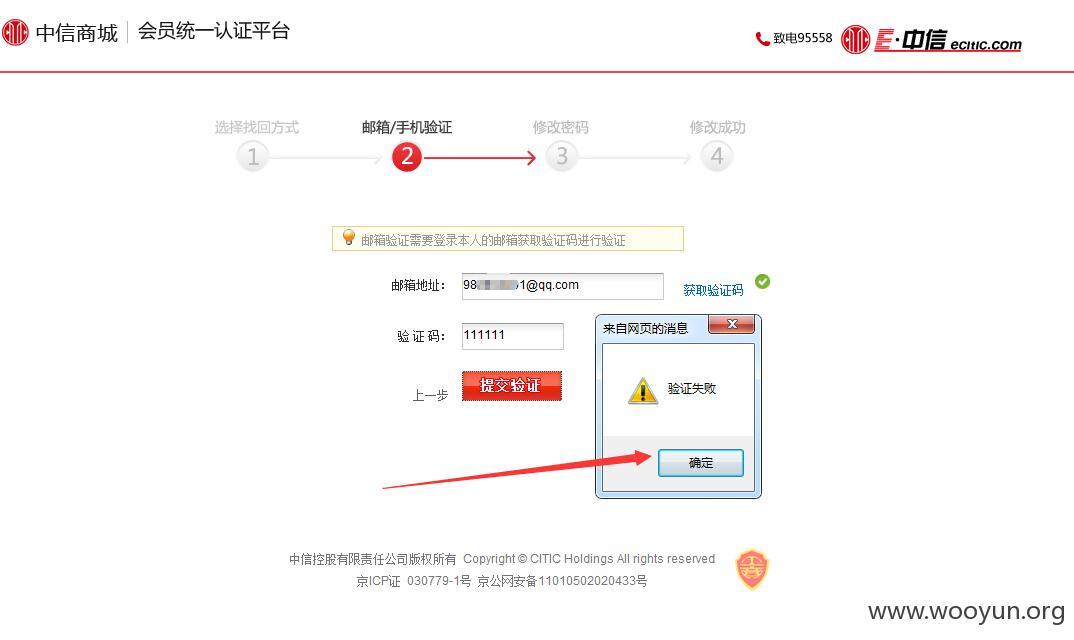 中信商城 会员统一认证平台
致电95558 E·中信 ecitic.com
选择找回方式 邮箱/手机验证 修改密码 修改成功
1 2 3 4
邮箱验证需要登录本人的邮箱获取验证码进行验证
邮箱地址: 1@qq.com 获取验证码
来自网页的消息
验证码: 111111
验证失败
上一步 提交验证
确定
中信控股有限责任公司版权所有 Copyright © CITIC Holdings All rights reserved
京ICP证 030779-1号 京公网安备11010502020433号
www.wooyun.org